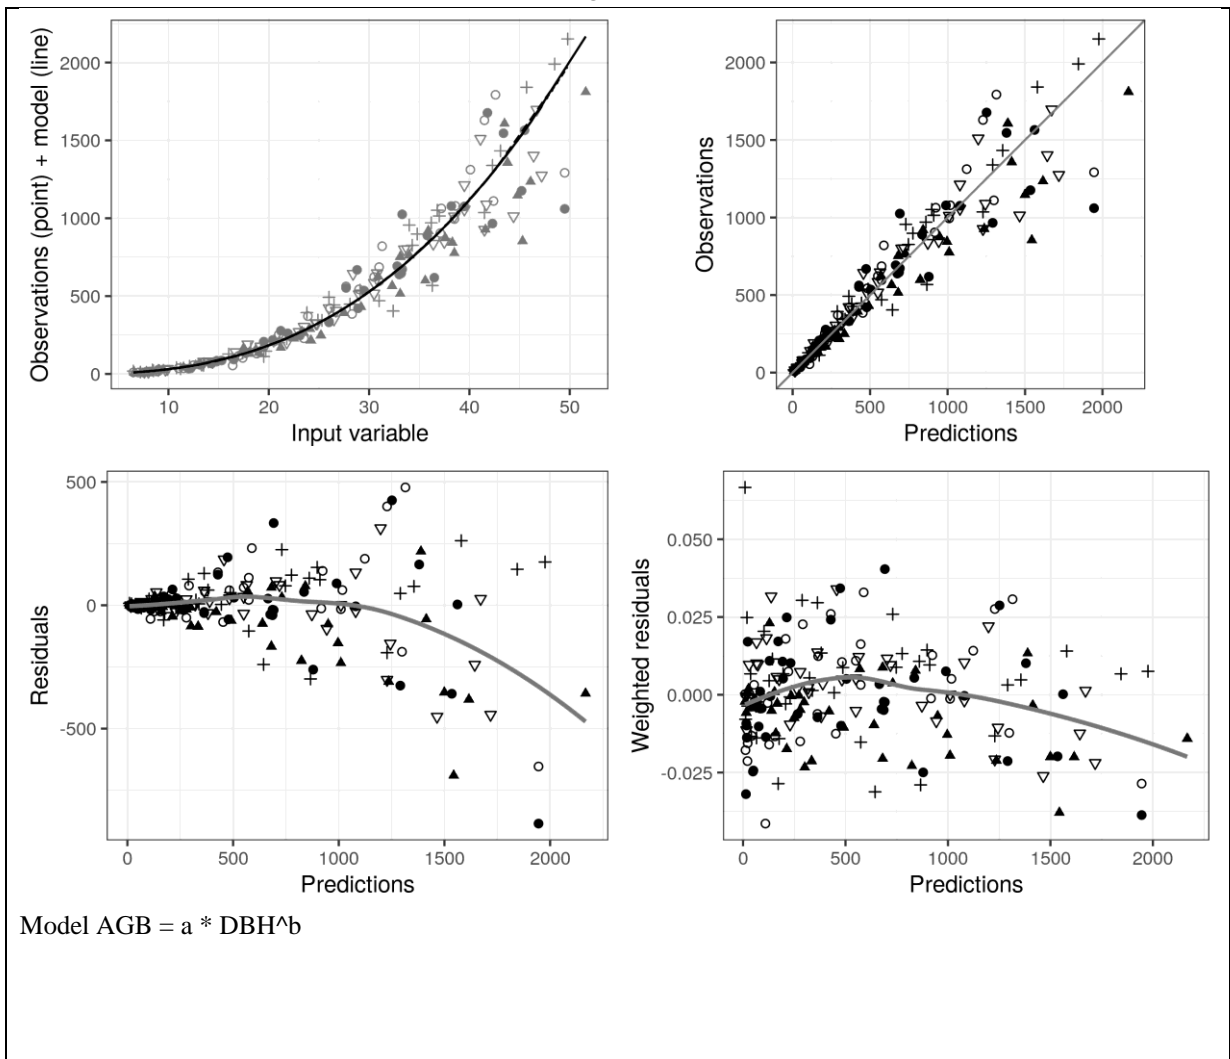 Observations (point) + model (line)
2000
1500
1000
500
0
10 20 30 40 50
Input variable
Observations
2000
1500
1000
500
0
0 500 1000 1500 2000
Predictions
Residuals
500
0
-500
0 500 1000 1500 2000
Predictions
Weighted residuals
0.050
0.025
0.000
-0.025
0 500 1000 1500 2000
Predictions
Model AGB = a * DBH^b